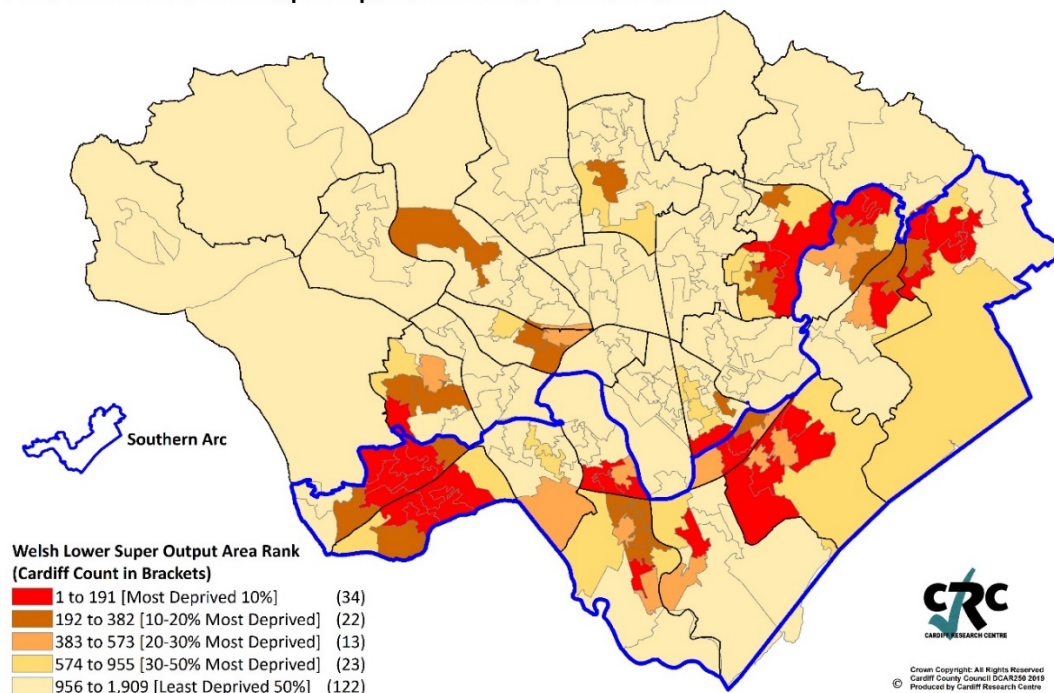 Southern Arc
Welsh Lower Super Output Area Rank
(Cardiff Count in Brackets)
1 to 191 [Most Deprived 10%] (34)
192 to 382 [10-20% Most Deprived] (22)
383 to 573 [20-30% Most Deprived] (13)
574 to 955 [30-50% Most Deprived] (23)
956 to 1,909 [Least Deprived 50%] (122)
CRC
CARDIFF RESEARCH CENTRE
Crown Copyright: All Rights Reserved
Cardiff County Council DCAR250 2019
© Produced by Cardiff Research Centre